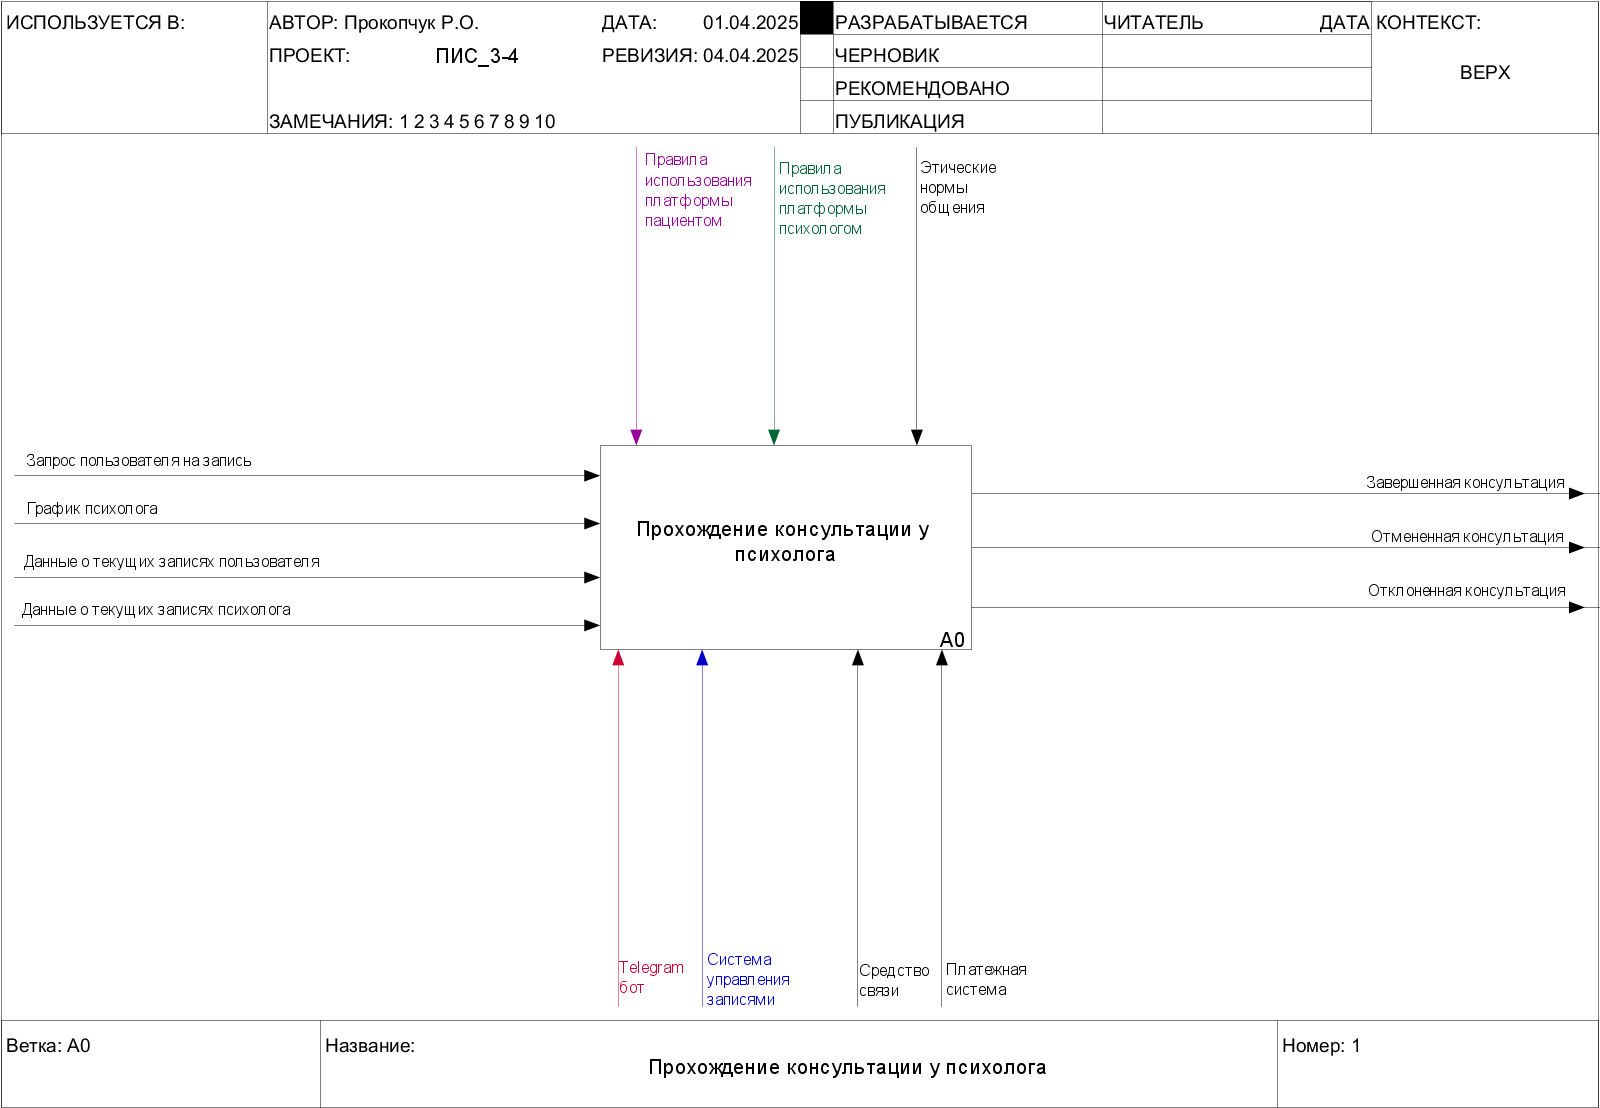 ИСПОЛЬЗУЕТСЯ В:
АВТОР: Прокопчук Р.О.
ДАТА: 01.04.2025
ПРОЕКТ: ПИС_3-4
РЕВИЗИЯ: 04.04.2025
ЗАМЕЧАНИЯ: 1 2 3 4 5 6 7 8 9 10
РАЗРАБАТЫВАЕТСЯ
ЧЕРНОВИК
РЕКОМЕНДОВАНО
ПУБЛИКАЦИЯ
ЧИТАТЕЛЬ
ДАТА
КОНТЕКСТ:
ВЕРХ
Правила
использования
платформы
пациентом
Правила
использования
платформы
психологом
Этические
нормы
общения
Запрос пользователя на запись
График психолога
Данные о текущих записях пользователя
Данные о текущих записях психолога
Прохождение консультации у
психолога
A0
Завершенная консультация
Отмененная консультация
Отклоненная консультация
Telegram
бот
Система
управления
записями
Средство
связи
Платежная
система
Ветка: A0
Название:
Прохождение консультации у психолога
Номер: 1